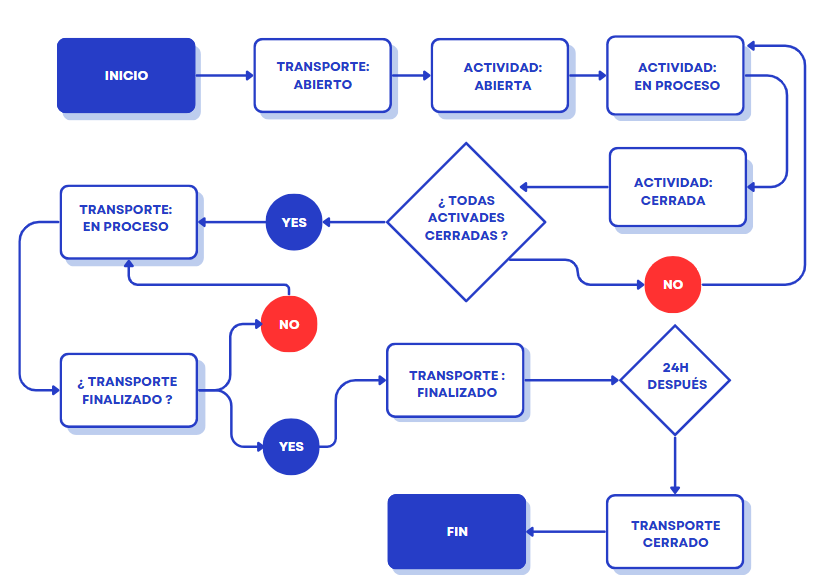 INICIO
TRANSPORTE:
ABIERTO
ACTIVIDAD:
ABIERTA
ACTIVIDAD:
EN PROCESO
ACTIVIDAD:
CERRADA
¿ TODAS
ACTIVADES
CERRADAS ?
YES
TRANSPORTE:
EN PROCESO
NO
NO
¿ TRANSPORTE
FINALIZADO ?
YES
TRANSPORTE :
FINALIZADO
24H
DESPUÉS
TRANSPORTE
CERRADO
FIN